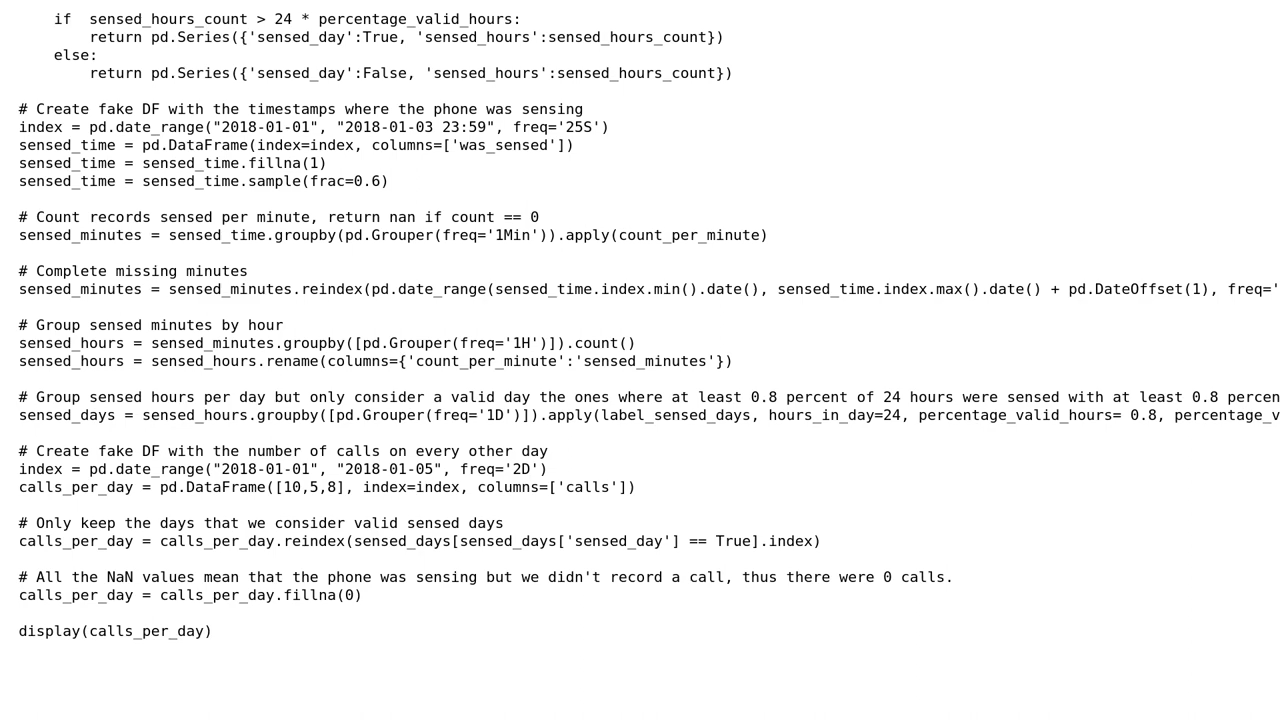 if  sensed_hours_count > 24 * percentage_valid_hours:
        return pd.Series({'sensed_day':True, 'sensed_hours':sensed_hours_count})
    else:
        return pd.Series({'sensed_day':False, 'sensed_hours':sensed_hours_count})

# Create fake DF with the timestamps where the phone was sensing
index = pd.date_range("2018-01-01", "2018-01-03 23:59", freq='25S')
sensed_time = pd.DataFrame(index=index, columns=['was_sensed'])
sensed_time = sensed_time.fillna(1)
sensed_time = sensed_time.sample(frac=0.6)

# Count records sensed per minute, return nan if count == 0
sensed_minutes = sensed_time.groupby(pd.Grouper(freq='1Min')).apply(count_per_minute)

# Complete missing minutes
sensed_minutes = sensed_minutes.reindex(pd.date_range(sensed_time.index.min().date(), sensed_time.index.max().date() + pd.DateOffset(1), freq='

# Group sensed minutes by hour
sensed_hours = sensed_minutes.groupby([pd.Grouper(freq='1H')]).count()
sensed_hours = sensed_hours.rename(columns={'count_per_minute':'sensed_minutes'})

# Group sensed hours per day but only consider a valid day the ones where at least 0.8 percent of 24 hours were sensed with at least 0.8 percen
sensed_days = sensed_hours.groupby([pd.Grouper(freq='1D')]).apply(label_sensed_days, hours_in_day=24, percentage_valid_hours= 0.8, percentage_v

# Create fake DF with the number of calls on every other day
index = pd.date_range("2018-01-01", "2018-01-05", freq='2D')
calls_per_day = pd.DataFrame([10,5,8], index=index, columns=['calls'])

# Only keep the days that we consider valid sensed days
calls_per_day = calls_per_day.reindex(sensed_days[sensed_days['sensed_day'] == True].index)

# All the NaN values mean that the phone was sensing but we didn't record a call, thus there were 0 calls.
calls_per_day = calls_per_day.fillna(0)

display(calls_per_day)